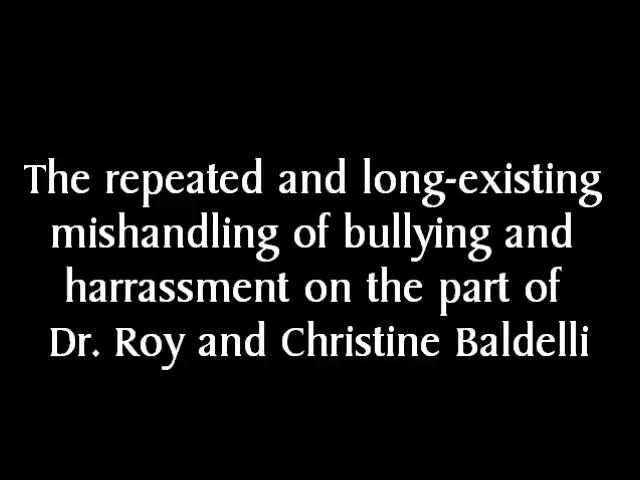 The repeated and long-existing
mishandling of bullying and
harrassment on the part of
Dr. Roy and Christine Baldelli